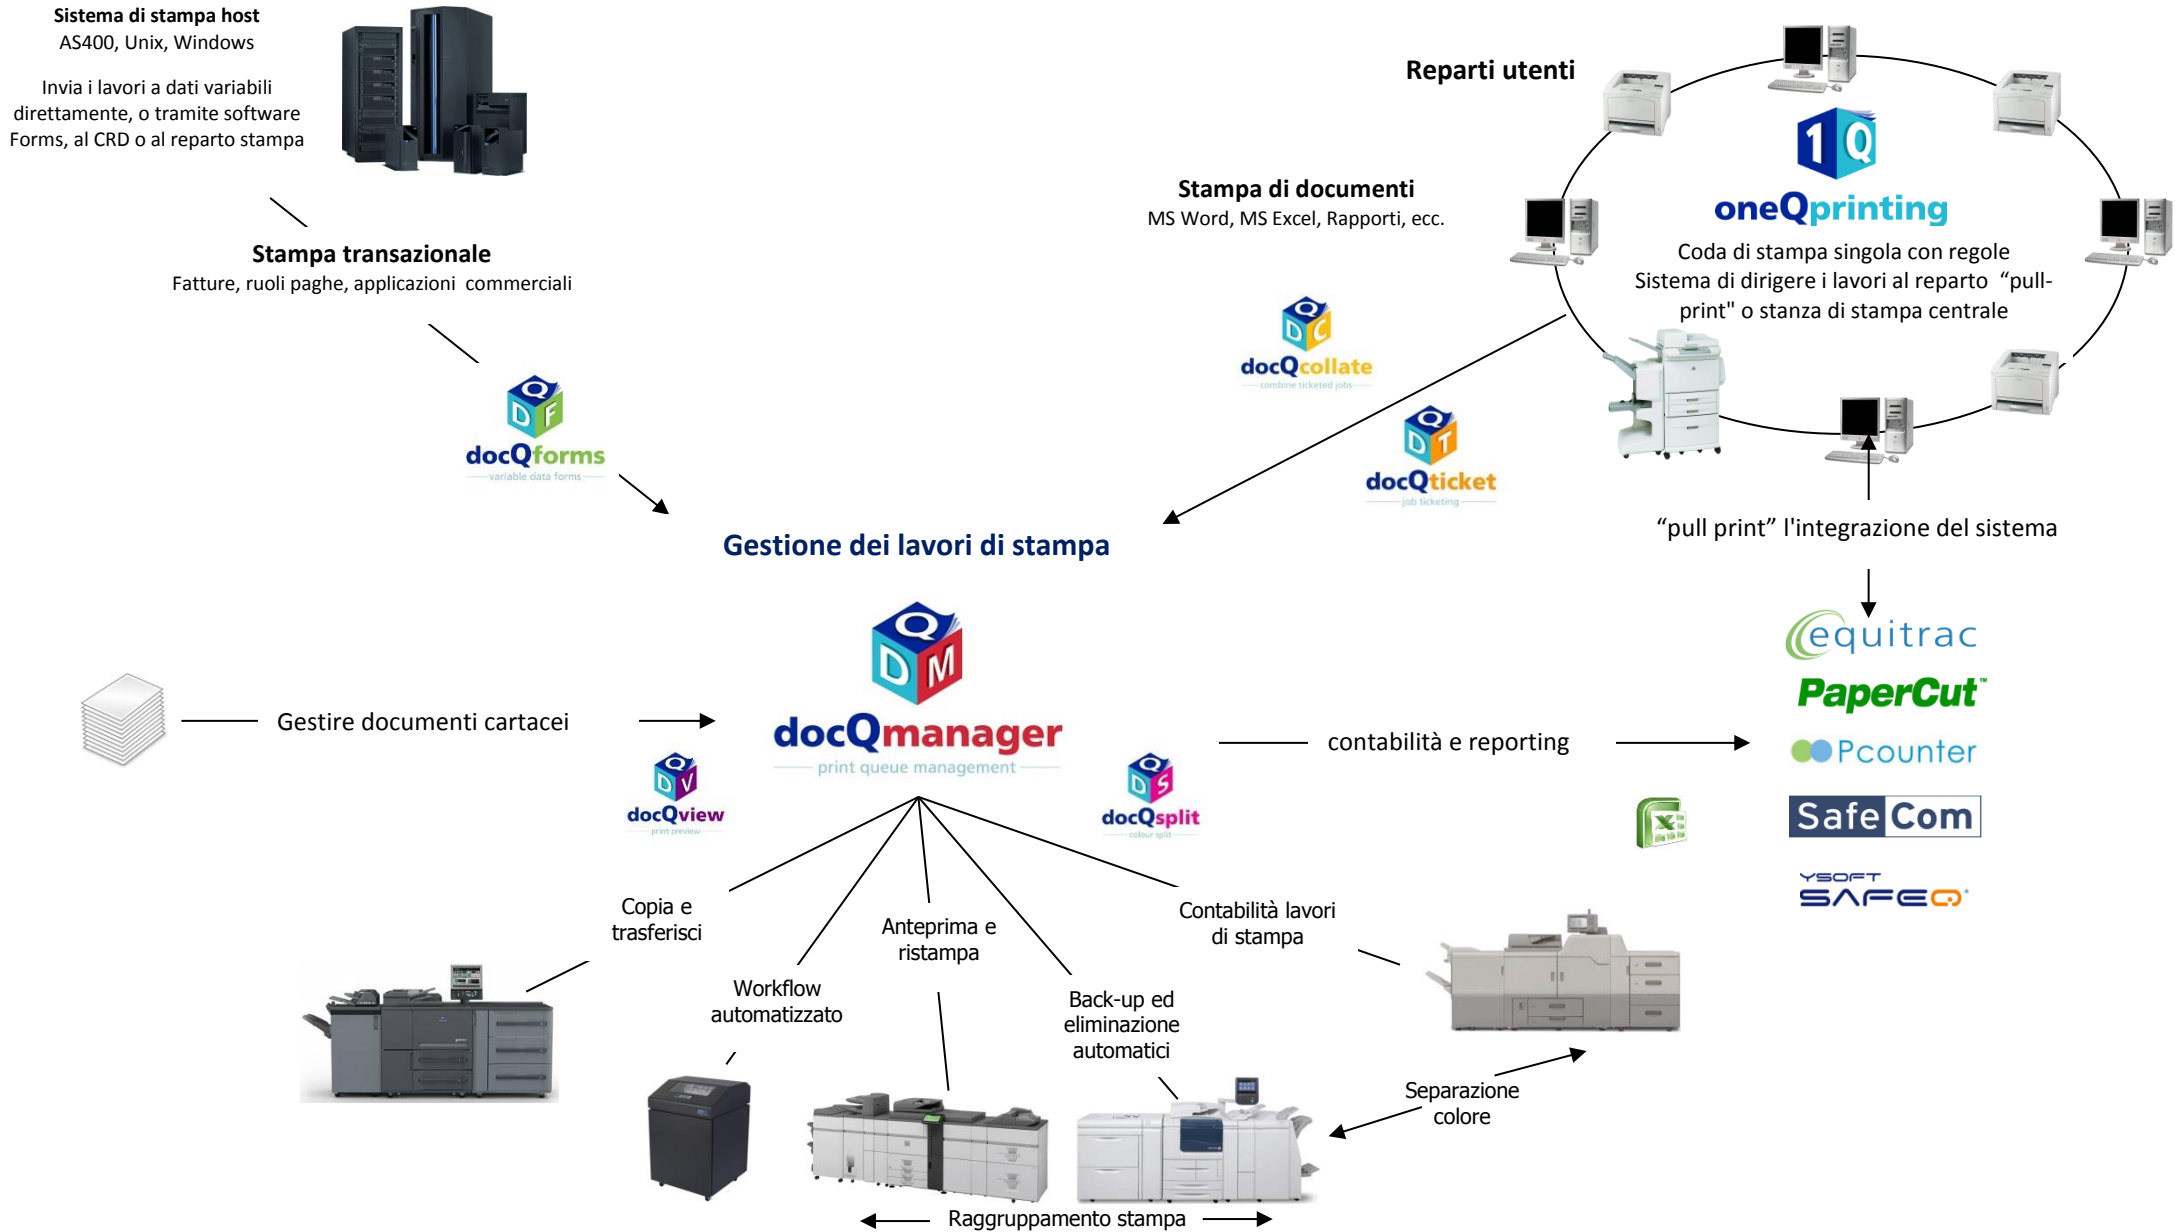 Sistema di stampa host
AS400, Unix, Windows
Invia i lavori a dati variabili
direttamente, o tramite software
Forms, al CRD o al reparto stampa
Stampa transazionale
Fatture, ruoli paghe, applicazioni commerciali
Q
D F
docQforms
variable data forms
Reparti utenti
Stampa di documenti
MS Word, MS Excel, Rapporti, ecc.
1Q
oneQprinting
Coda di stampa singola con regole
Sistema di dirigere i lavori al reparto “pull-
print" o stanza di stampa centrale
Q
D C
docQcollate
combine ticketed jobs
Q
D T
docQticket
job ticketing
“pull print” l'integrazione del sistema
Gestione dei lavori di stampa
Q
D M
docQmanager
print queue management
Gestire documenti cartacei
Q
D V
docQview
print preview
Q
D S
docQsplit
colour split
contabilità e reporting
equitrac
PaperCut™
Pcounter
SafeCom
YSOFT
SAFEQ®
X
Copia e
trasferisci
Workflow
automatizzato
Anteprima e
ristampa
Back-up ed
eliminazione
automatici
Contabilità lavori
di stampa
Separazione
colore
Raggruppamento stampa